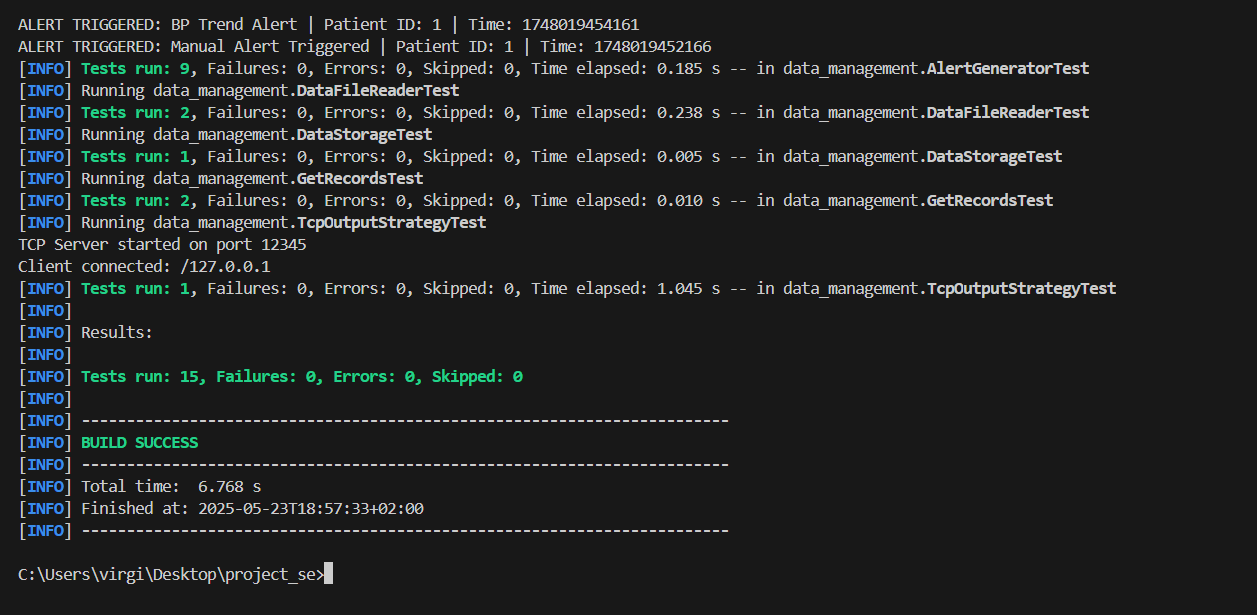 ALERT TRIGGERED: BP Trend Alert | Patient ID: 1 | Time: 1748019454161
ALERT TRIGGERED: Manual Alert Triggered | Patient ID: 1 | Time: 1748019452166
[INFO] Tests run: 9, Failures: 0, Errors: 0, Skipped: 0, Time elapsed: 0.185 s -- in data_management.AlertGeneratorTest
[INFO] Running data_management.DataFileReaderTest
[INFO] Tests run: 2, Failures: 0, Errors: 0, Skipped: 0, Time elapsed: 0.238 s -- in data_management.DataFileReaderTest
[INFO] Running data_management.DataStorageTest
[INFO] Tests run: 1, Failures: 0, Errors: 0, Skipped: 0, Time elapsed: 0.005 s -- in data_management.DataStorageTest
[INFO] Running data_management.GetRecordsTest
[INFO] Tests run: 2, Failures: 0, Errors: 0, Skipped: 0, Time elapsed: 0.010 s -- in data_management.GetRecordsTest
[INFO] Running data_management.TcpOutputStrategyTest
TCP Server started on port 12345
Client connected: /127.0.0.1
[INFO] Tests run: 1, Failures: 0, Errors: 0, Skipped: 0, Time elapsed: 1.045 s -- in data_management.TcpOutputStrategyTest
[INFO]
[INFO] Results:
[INFO]
[INFO] Tests run: 15, Failures: 0, Errors: 0, Skipped: 0
[INFO]
[INFO] ------------------------------------------------------------------------
[INFO] BUILD SUCCESS
[INFO] ------------------------------------------------------------------------
[INFO] Total time:  6.768 s
[INFO] Finished at: 2025-05-23T18:57:33+02:00
[INFO] ------------------------------------------------------------------------
C:\Users\virgi\Desktop\project_se>